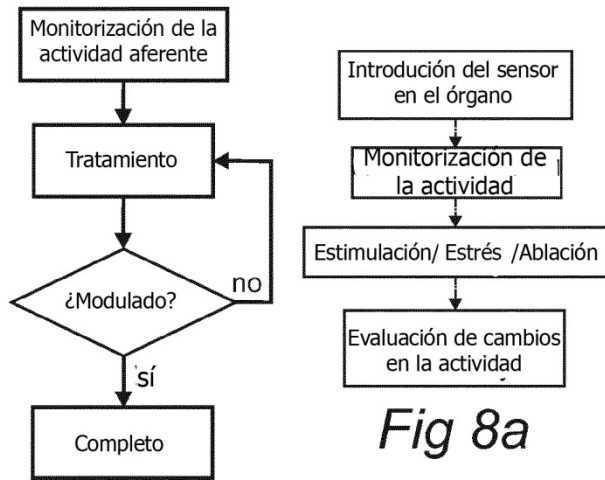 Monitorización de la
actividad aferente
Tratamiento
¿Modulado?
no
sí
Completo
Introdución del sensor
en el órgano
Monitorización de
la actividad
Estimulación/ Estrés /Ablación
Evaluación de cambios
en la actividad
Fig 8a